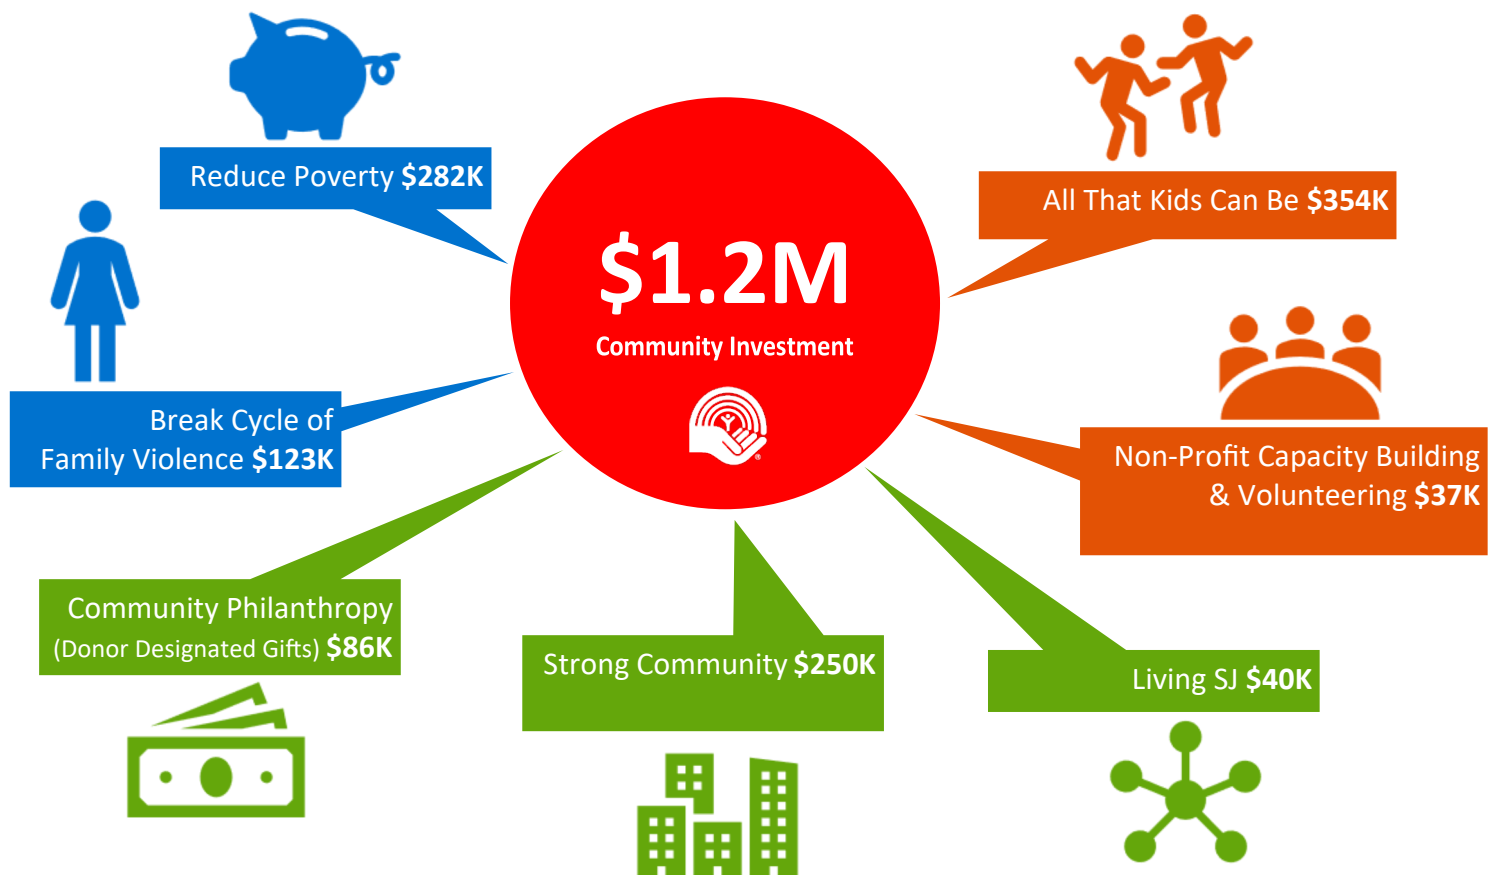 Reduce Poverty $282K
All That Kids Can Be $354K
$1.2M
Community Investment
Break Cycle of
Family Violence $123K
Non-Profit Capacity Building
& Volunteering $37K
Community Philanthropy
(Donor Designated Gifts) $86K
Strong Community $250K
Living SJ $40K